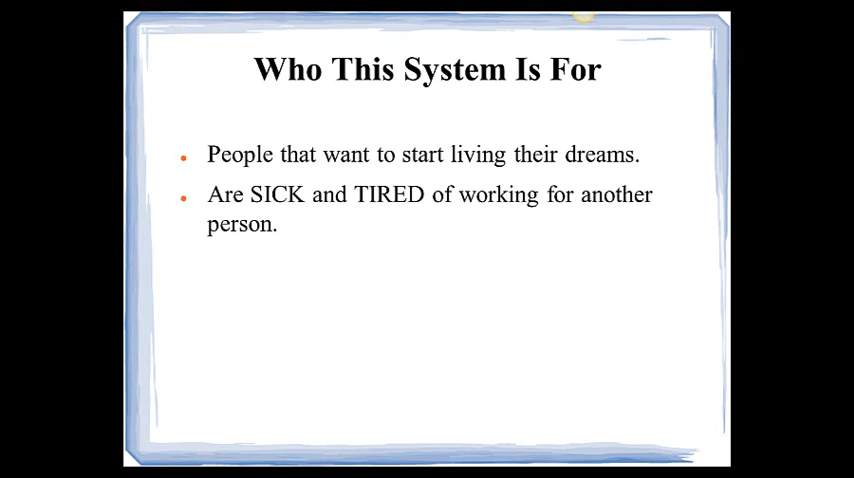 Who This System Is For
People that want to start living their dreams.
Are SICK and TIRED of working for another
person.